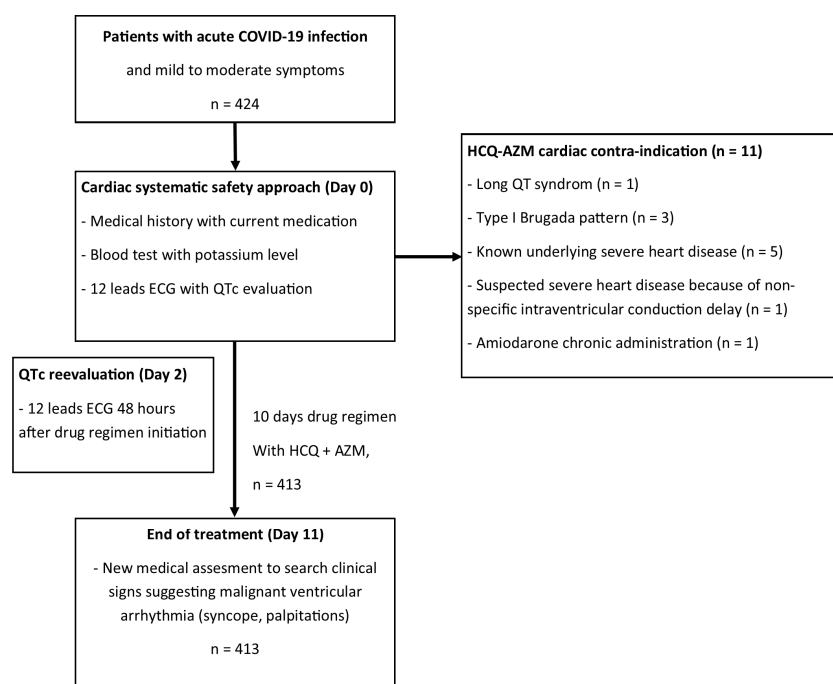 Patients with acute COVID-19 infection
and mild to moderate symptoms
n = 424
Cardiac systematic safety approach (Day 0)
- Medical history with current medication
- Blood test with potassium level
- 12 leads ECG with QTc evaluation
HCQ-AZM cardiac contra-indication (n = 11)
- Long QT syndrom (n = 1)
- Type I Brugada pattern (n = 3)
- Known underlying severe heart disease (n = 5)
- Suspected severe heart disease because of non-
specific intraventricular conduction delay (n = 1)
- Amiodarone chronic administration (n = 1)
QTc reevaluation (Day 2)
- 12 leads ECG 48 hours
after drug regimen initiation
10 days drug regimen
With HCQ + AZM,
n = 413
End of treatment (Day 11)
- New medical assesment to search clinical
signs suggesting malignant ventricular
arrhythmia (syncope, palpitations)
n = 413